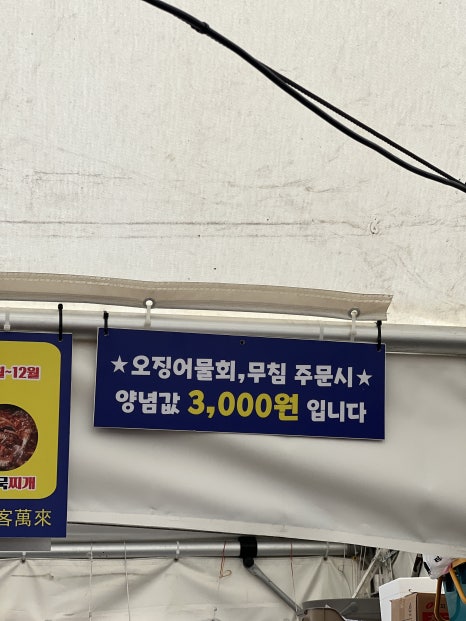 ★오징어물회,무침 주문시★
양념값 3,000원 입니다
~12월
찌개
客萬來